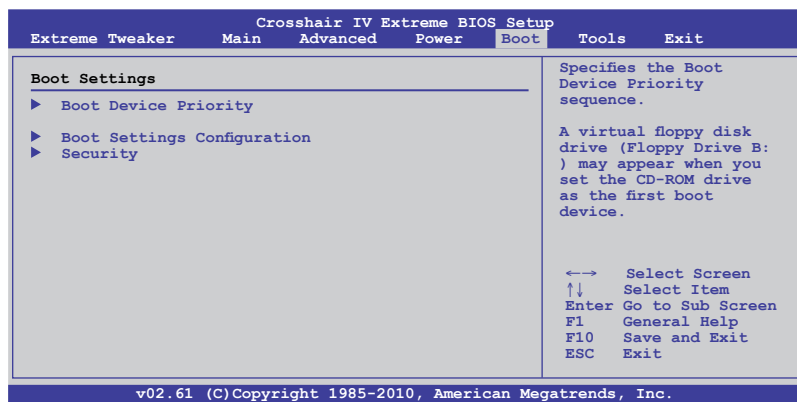 Crosshair IV Extreme BIOS Setup
Extreme Tweaker Main Advanced Power Boot Tools Exit
Boot Settings
Boot Device Priority
Boot Settings Configuration
Security
Specifies the Boot
Device Priority
sequence.
A virtual floppy disk
drive (Floppy Drive B:
) may appear when you
set the CD-ROM drive
as the first boot
device.
←→ Select Screen
↑↓ Select Item
Enter Go to Sub Screen
F1 General Help
F10 Save and Exit
ESC Exit
v02.61 (C)Copyright 1985-2010, American Megatrends, Inc.